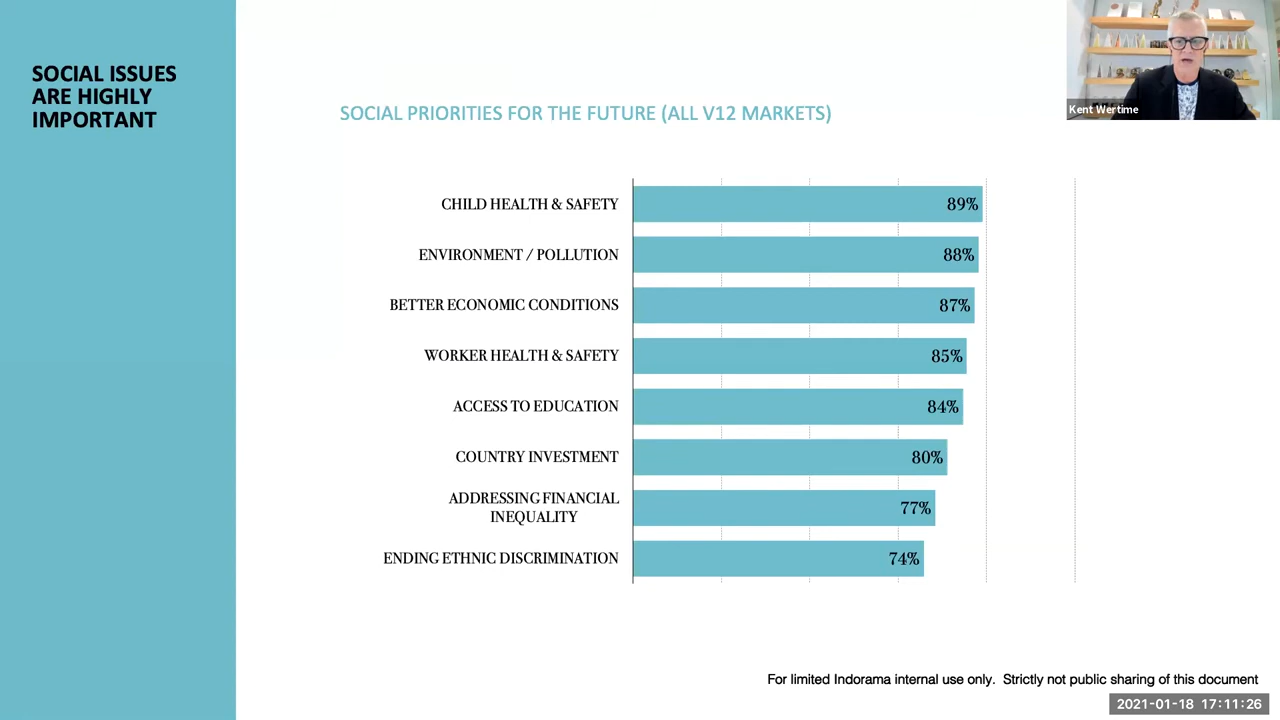 SOCIAL ISSUES
ARE HIGHLY
IMPORTANT
SOCIAL PRIORITIES FOR THE FUTURE (ALL V12 MARKETS)
Kent Wertime
CHILD HEALTH & SAFETY 89%
ENVIRONMENT / POLLUTION 88%
BETTER ECONOMIC CONDITIONS 87%
WORKER HEALTH & SAFETY 85%
ACCESS TO EDUCATION 84%
COUNTRY INVESTMENT 80%
ADDRESSING FINANCIAL
INEQUALITY 77%
ENDING ETHNIC DISCRIMINATION 74%
For limited Indorama internal use only. Strictly not public sharing of this document
2021-01-18 17:11:26